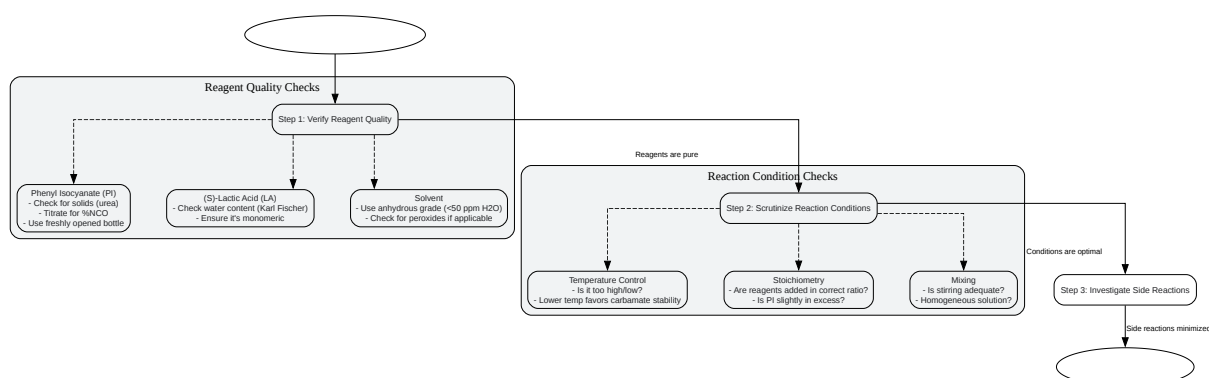 Reagent Quality Checks
Step 1: Verify Reagent Quality
Phenyl Isocyanate (PI)
- Check for solids (urea)
- Titrate for %NCO
- Use freshly opened bottle
(S)-Lactic Acid (LA)
- Check water content (Karl Fischer)
- Ensure it's monomeric
Solvent
- Use anhydrous grade (<50 ppm H2O)
- Check for peroxides if applicable
Reagents are pure
Reaction Condition Checks
Step 2: Scrutinize Reaction Conditions
Temperature Control
- Is it too high/low?
- Lower temp favors carbamate stability
Stoichiometry
- Are reagents added in correct ratio?
- Is PI slightly in excess?
Mixing
- Is stirring adequate?
- Homogeneous solution?
Conditions are optimal
Step 3: Investigate Side Reactions
Side reactions minimized